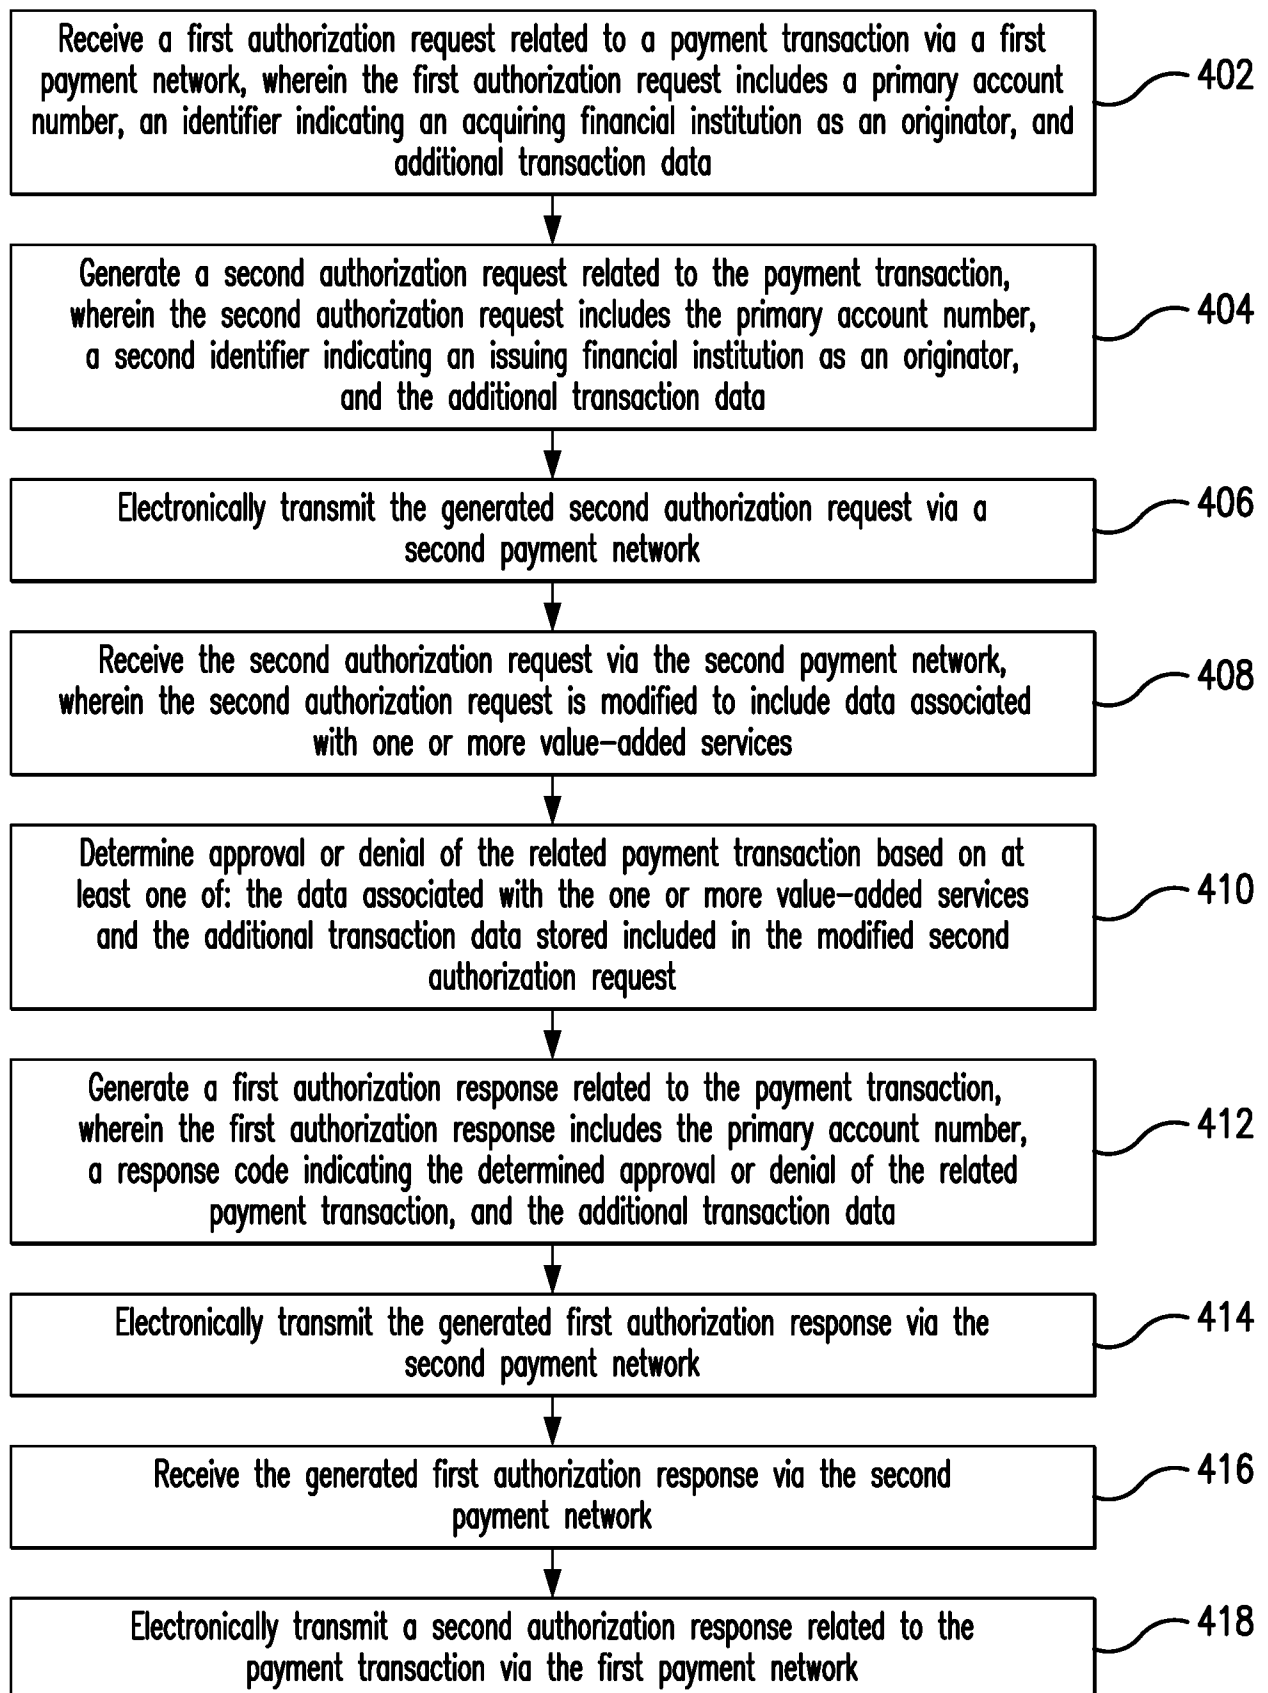 Receive a first authorization request related to a payment transaction via a first
payment network, wherein the first authorization request includes a primary account
number, an identifier indicating an acquiring financial institution as an originator, and
additional transaction data
402
Generate a second authorization request related to the payment transaction,
wherein the second authorization request includes the primary account number,
a second identifier indicating an issuing financial institution as an originator,
and the additional transaction data
404
Electronically transmit the generated second authorization request via a
second payment network
406
Receive the second authorization request via the second payment network,
wherein the second authorization request is modified to include data associated
with one or more value-added services
408
Determine approval or denial of the related payment transaction based on at
least one of: the data associated with the one or more value-added services
and the additional transaction data stored included in the modified second
authorization request
410
Generate a first authorization response related to the payment transaction,
wherein the first authorization response includes the primary account number,
a response code indicating the determined approval or denial of the related
payment transaction, and the additional transaction data
412
Electronically transmit the generated first authorization response via the
second payment network
414
Receive the generated first authorization response via the second
payment network
416
Electronically transmit a second authorization response related to the
payment transaction via the first payment network
418